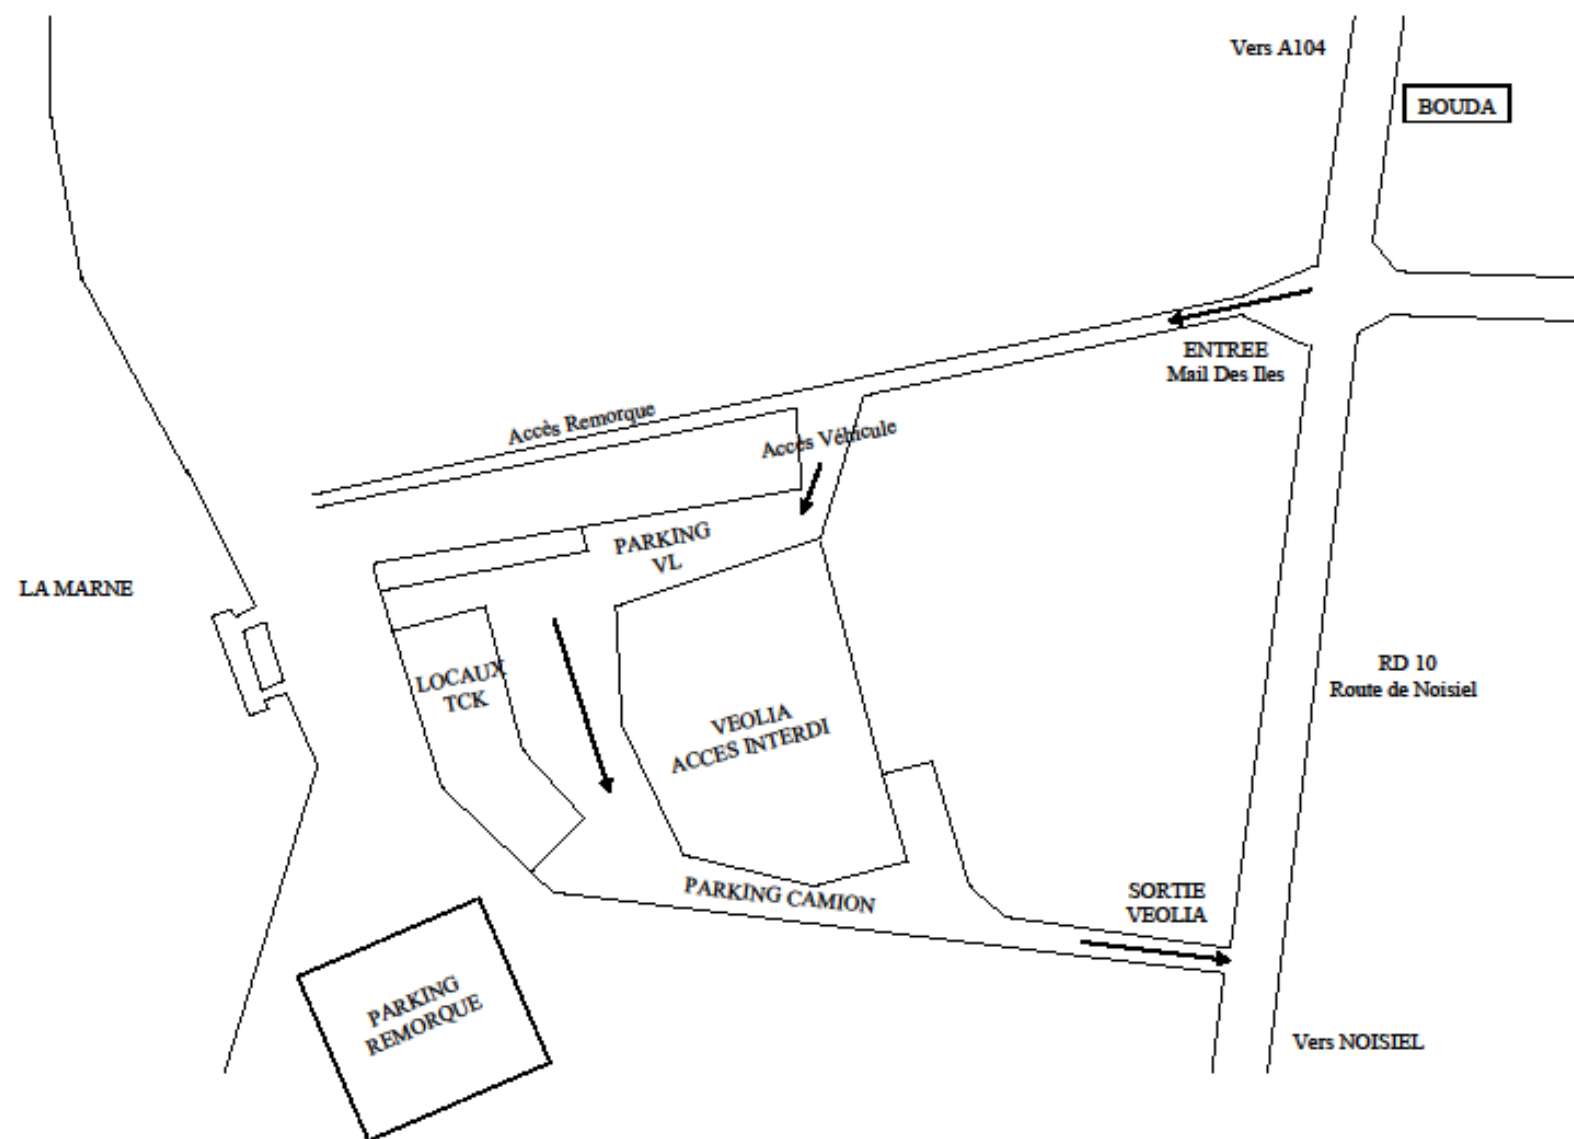 Vers A104
BOUDA
ENTREE
Mail Des Iles
Accès Remorque
Accès Véhicule
PARKING
VL
LA MARNE
LOCAUX
TCK
VEOLIA
ACCES INTERDI
RD 10
Route de Noisiel
PARKING CAMION
SORTIE
VEOLIA
PARKING
REMORQUE
Vers NOISIEL